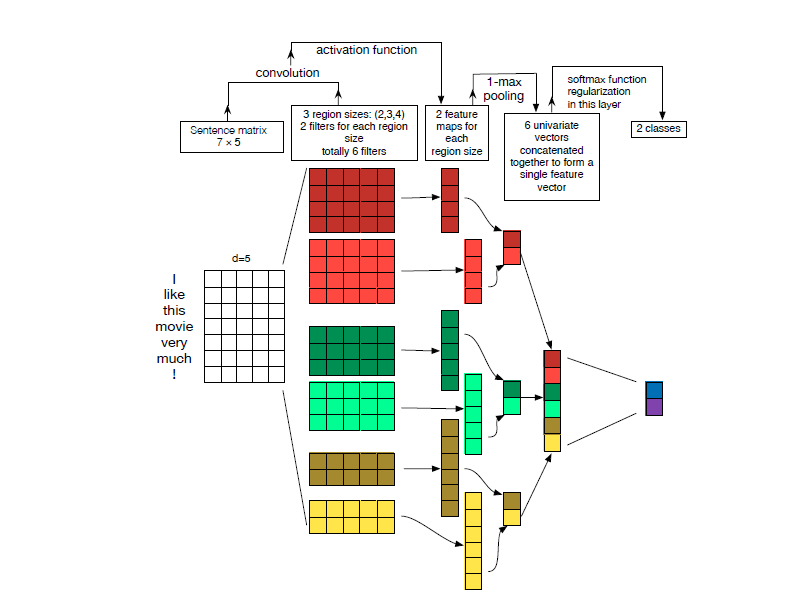 activation function
convolution
1-max
pooling
softmax function
regularization
in this layer
Sentence matrix
7 × 5
3 region sizes: (2,3,4)
2 filters for each region
size
totally 6 filters
2 feature
maps for
each
region size
6 univariate
vectors
concatenated
together to form a
single feature
vector
2 classes
d=5
I
like
this
movie
very
much
!